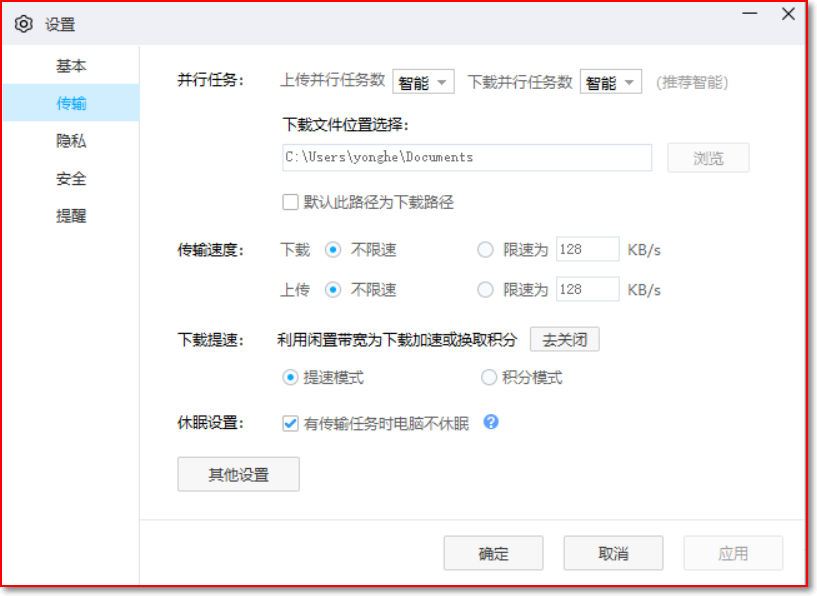 设置
基本
传输
隐私
安全
提醒
并行任务: 上传并行任务数 智能 下载并行任务数 智能 (推荐智能)
下载文件位置选择:
C:\Users\yonghe\Documents 浏览
默认此路径为下载路径
传输速度: 下载 不限速 限速为 128 KB/s
上传 不限速 限速为 128 KB/s
下载提速: 利用闲置带宽为下载加速或换取积分 去关闭
提速模式 积分模式
休眠设置: 有传输任务时电脑不休眠 ?
其他设置
确定 取消 应用